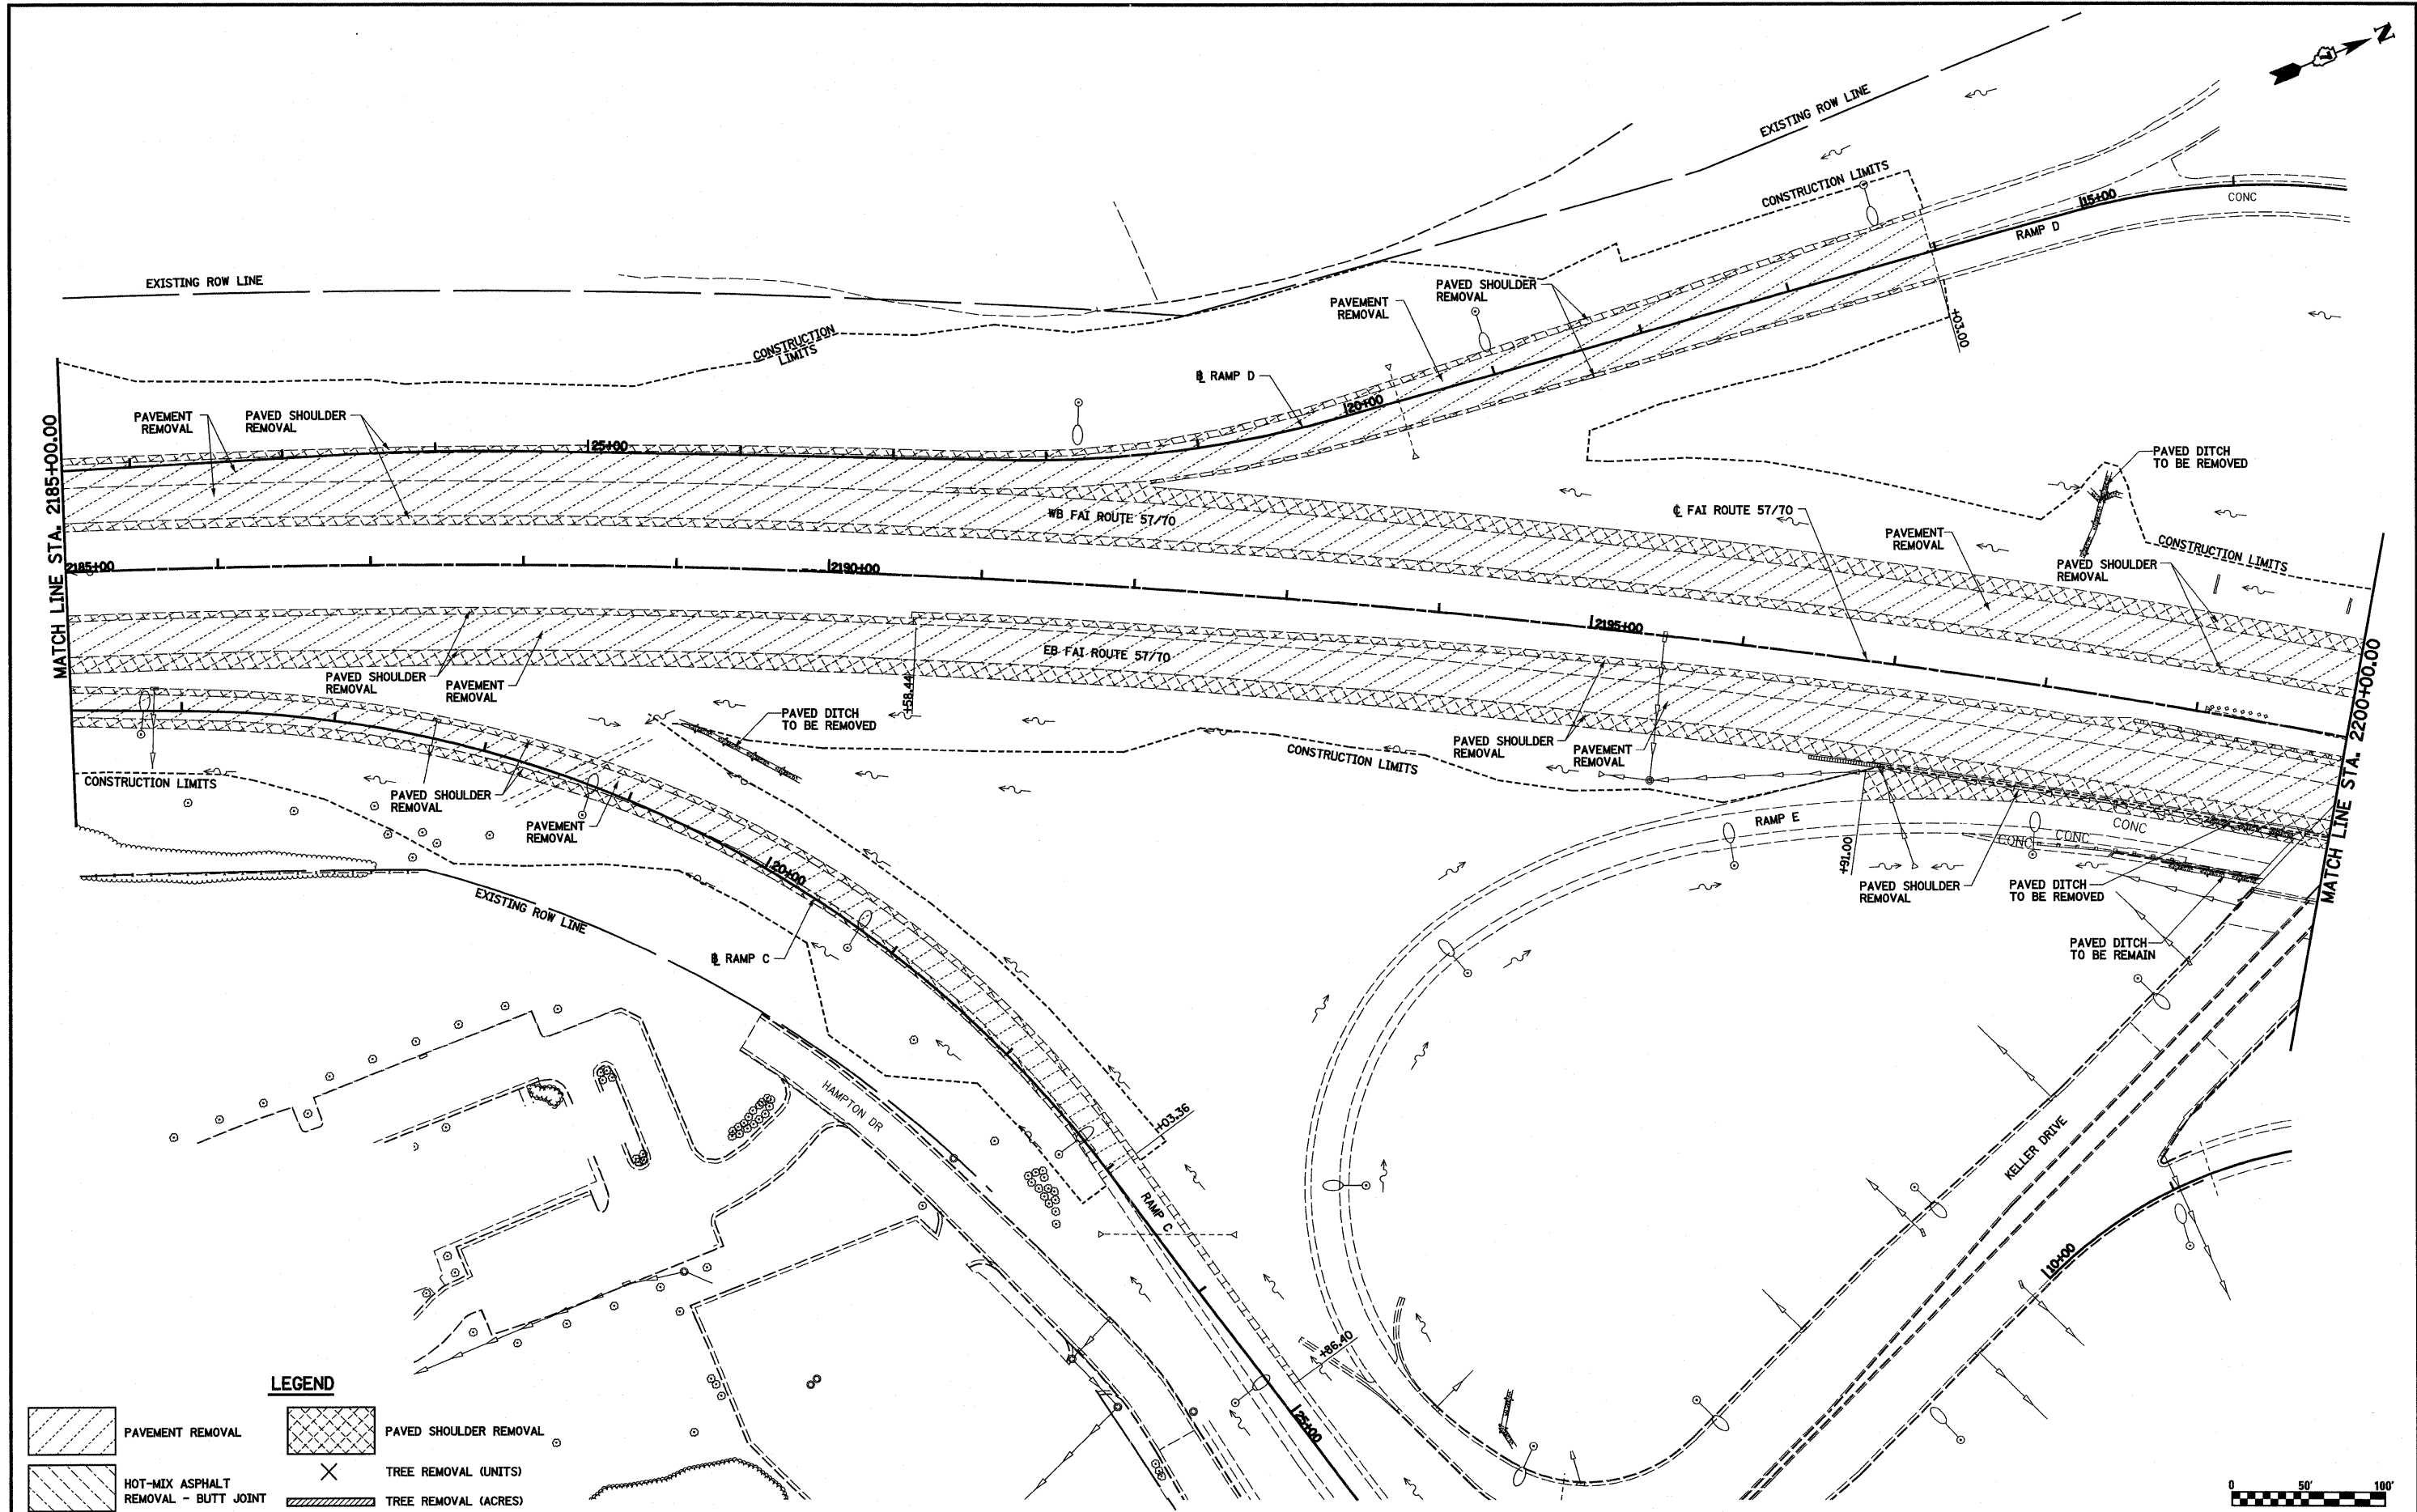 N
EXISTING ROW LINE
CONSTRUCTION LIMITS
15+00
CONC
RAMP D
EXISTING ROW LINE
PAVED SHOULDER
REMOVAL
PAVEMENT
REMOVAL
+03.00
CONSTRUCTION
LIMITS
℄ RAMP D
20+00
MATCH LINE STA. 2185+00.00
PAVEMENT
REMOVAL
PAVED SHOULDER
REMOVAL
25+00
PAVED DITCH
TO BE REMOVED
WB FAI ROUTE 57/70
℄ FAI ROUTE 57/70
PAVEMENT
REMOVAL
CONSTRUCTION LIMITS
PAVED SHOULDER
REMOVAL
2185+00
2190+00
2195+00
EB FAI ROUTE 57/70
MATCH LINE STA. 2200+00.00
PAVED SHOULDER
REMOVAL
PAVEMENT
REMOVAL
+58.44
PAVED DITCH
TO BE REMOVED
CONSTRUCTION LIMITS
PAVED SHOULDER
REMOVAL
PAVEMENT
REMOVAL
CONSTRUCTION LIMITS
PAVED SHOULDER
REMOVAL
PAVEMENT
REMOVAL
RAMP E
CONC
CONC
CONC
+91.00
20+00
EXISTING ROW LINE
PAVED SHOULDER
REMOVAL
PAVED DITCH
TO BE REMOVED
PAVED DITCH
TO BE REMAIN
℄ RAMP C
HAMPTON DR
+03.36
RAMP C
KELLER DRIVE
10+00
+86.40
25+00
LEGEND
PAVEMENT REMOVAL
PAVED SHOULDER REMOVAL
TREE REMOVAL (UNITS)
HOT-MIX ASPHALT
REMOVAL - BUTT JOINT
TREE REMOVAL (ACRES)
0 50' 100'